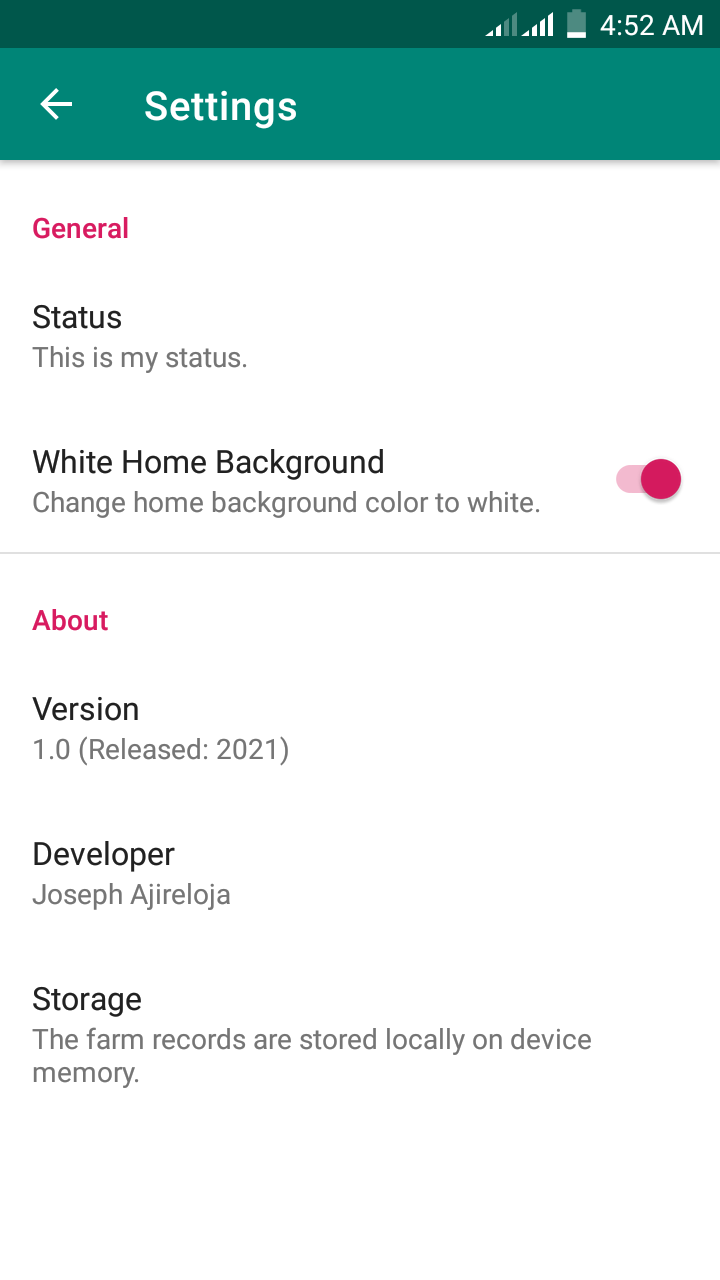 4:52 AM
Settings
General
Status
This is my status.
White Home Background
Change home background color to white.
About
Version
1.0 (Released: 2021)
Developer
Joseph Ajireloja
Storage
The farm records are stored locally on device
memory.